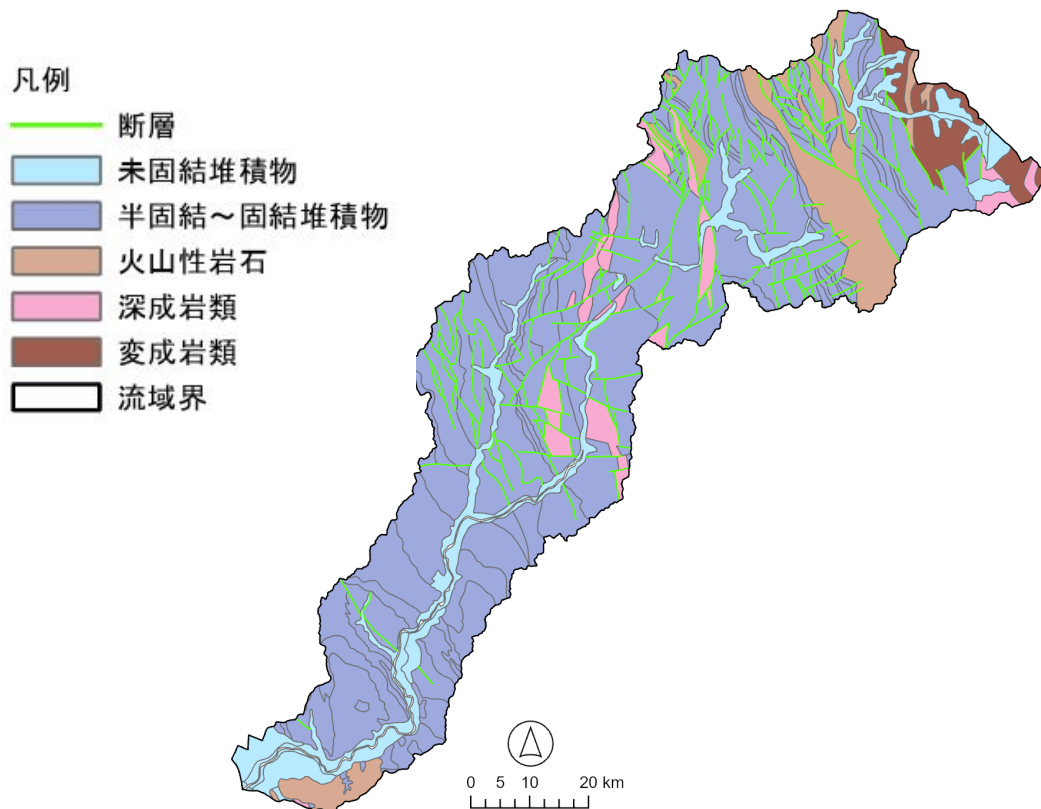 凡例
断層
未固結堆積物
半固結～固結堆積物
火山性岩石
深成岩類
変成岩類
流域界
0 5 10 20 km